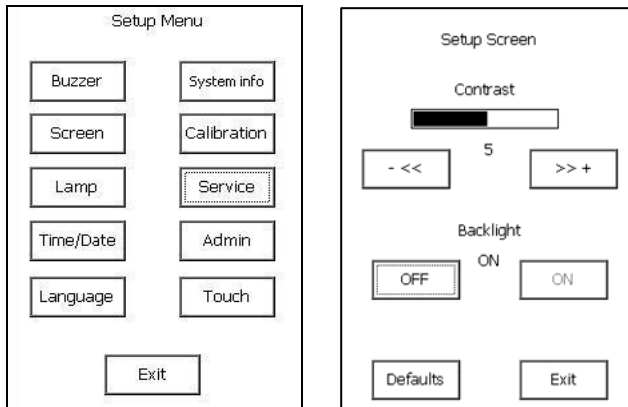 Setup Menu
Buzzer System info
Screen Calibration
Lamp Service
Time/Date Admin
Language Touch
Exit
Setup Screen
Contrast
5
- << >> +
Backlight
ON
OFF ON
Defaults Exit